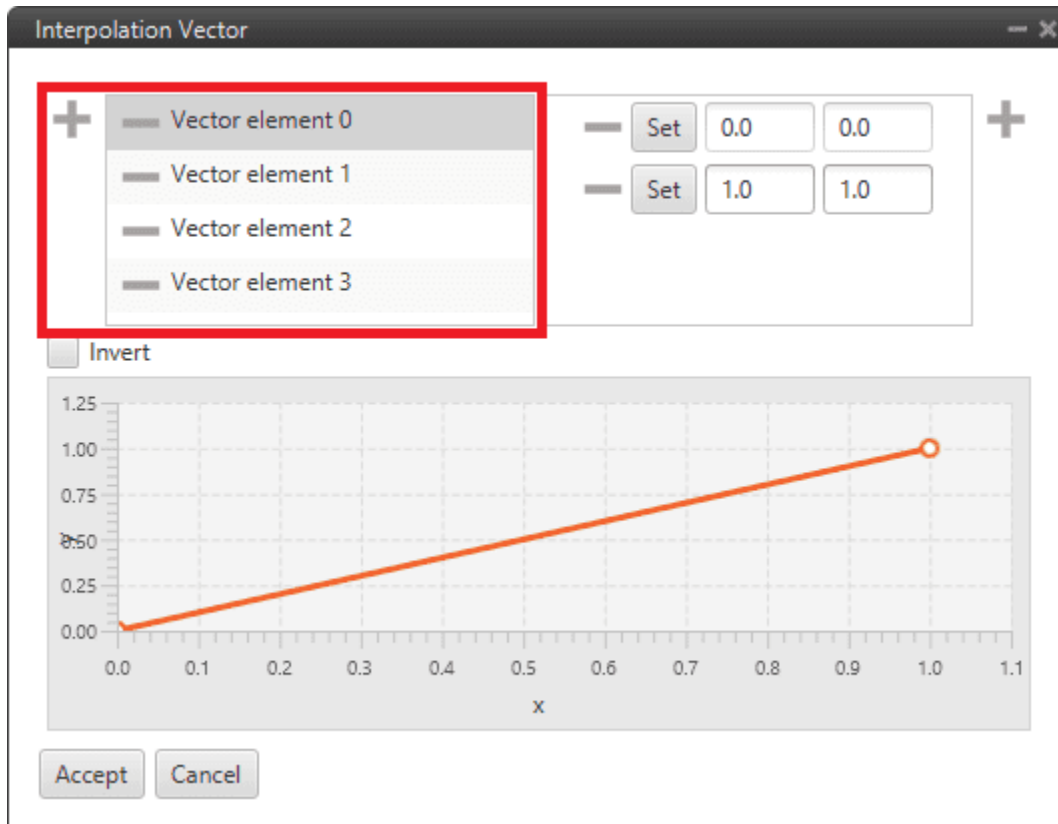 Interpolation Vector
Vector element 0
Vector element 1
Vector element 2
Vector element 3
Set 0.0 0.0
Set 1.0 1.0
Invert
1.25
1.00
0.75
0.50
0.25
0.00
y
0.0 0.1 0.2 0.3 0.4 0.5 0.6 0.7 0.8 0.9 1.0 1.1
x
Accept Cancel